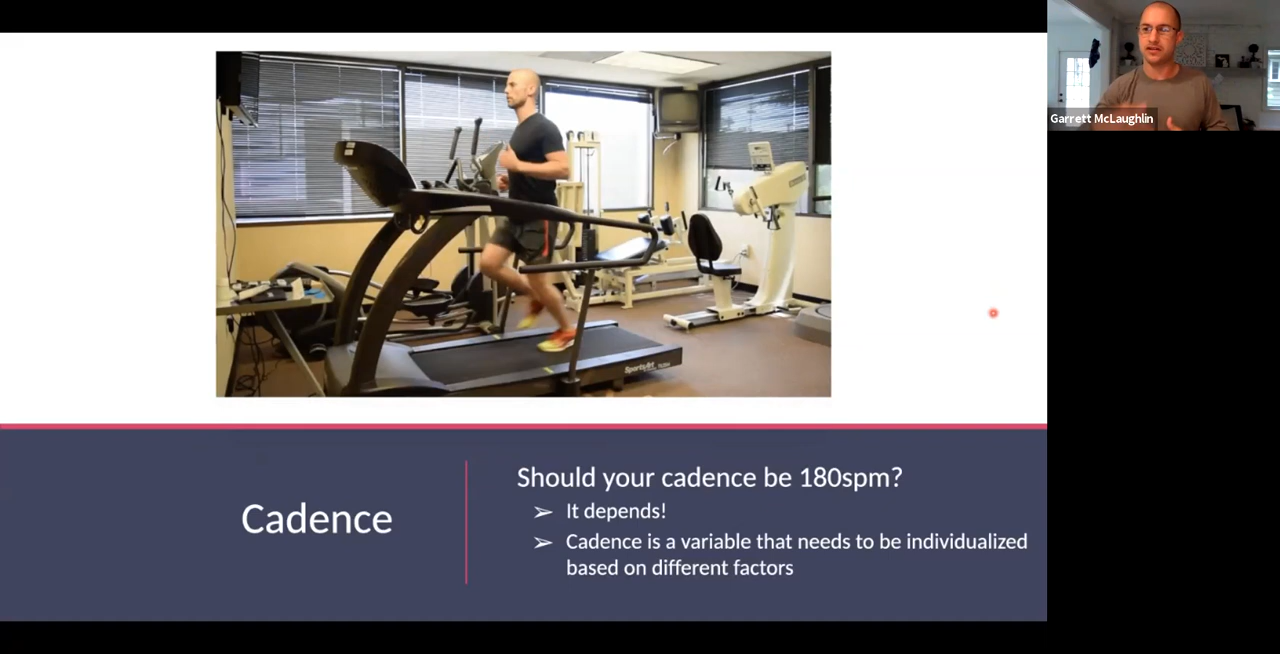 Garrett McLaughlin
SportsArt
Cadence
Should your cadence be 180spm?
➢ It depends!
➢ Cadence is a variable that needs to be individualized
based on different factors